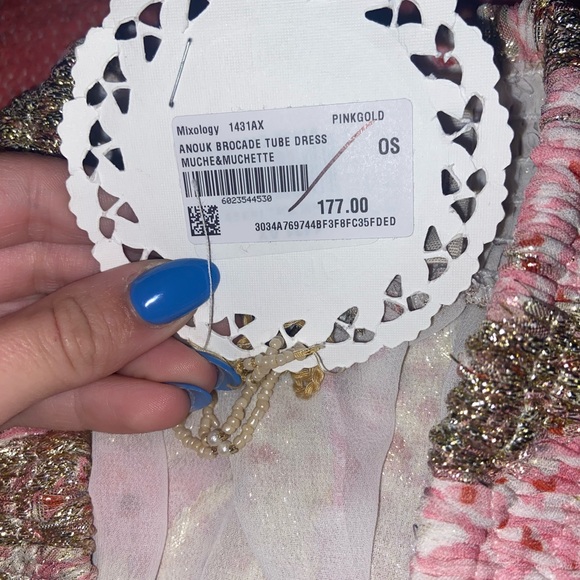 Mixology 1431AX PINKGOLD
ANOUK BROCADE TUBE DRESS OS
MUCHE&MUCHETTE
6023544530
177.00
3034A769744BF3F8FC35FDED